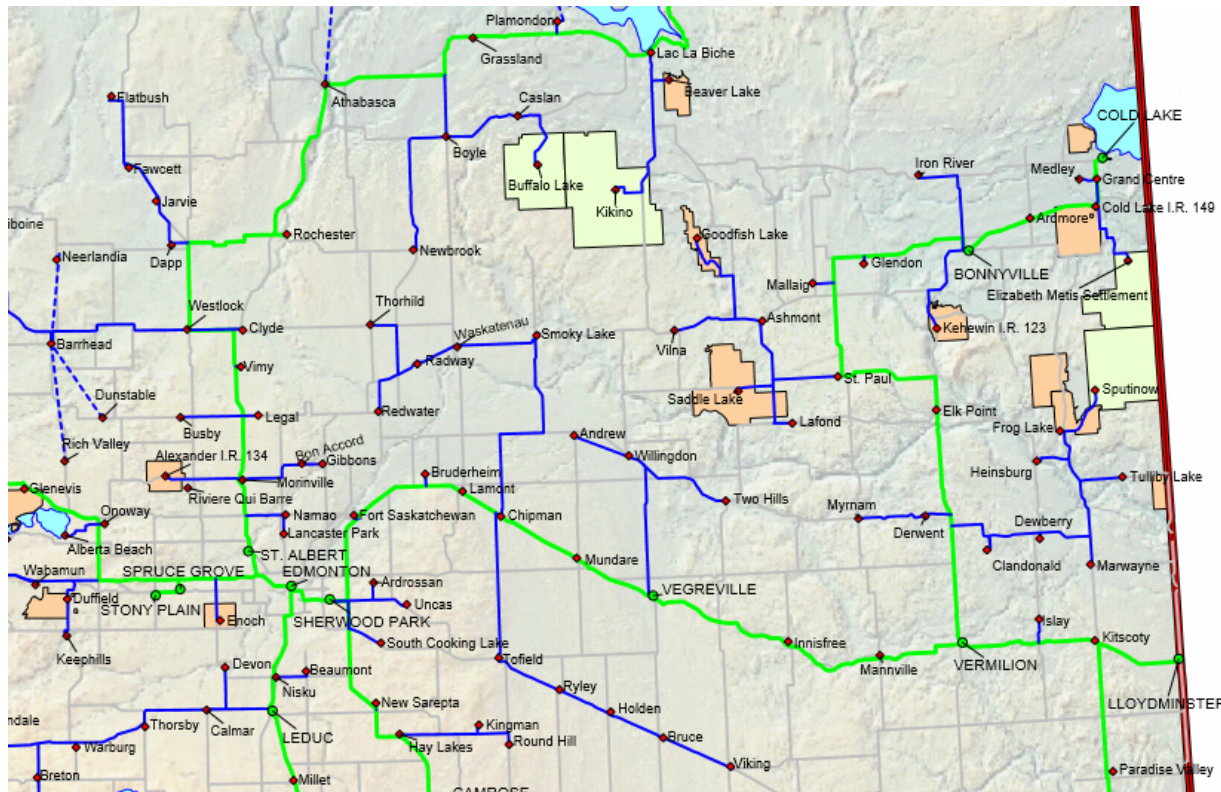 Plamondon
Grassland
Lac La Biche
Athabasca
Beaver Lake
Flatbush
Caslan
COLD LAKE
Boyle
Fawcett
Buffalo Lake
Iron River
Medley
Grand Centre
Jarvie
Kikino
Cold Lake I.R. 149
iboine
Ardmore
Rochester
Goodfish Lake
Dapp
Newbrook
Neerlandia
Glendon
BONNYVILLE
Mallaig
Elizabeth Metis Settlement
Thorhild
Westlock
Clyde
Waskatenau
Smoky Lake
Ashmont
Kehewin I.R. 123
Barrhead
Vilna
Radway
Vimy
St. Paul
Sputinow
Dunstable
Saddle Lake
Redwater
Legal
Busby
Elk Point
Lafond
Frog Lake
Andrew
Rich Valley
Bon Accord
Alexander I.R. 134
Gibbons
Willingdon
Heinsburg
Bruderheim
Morinville
Tulliby Lake
Glenevis
Riviere Qui Barre
Lamont
Two Hills
Onoway
Namao
Fort Saskatchewan
Chipman
Myrnam
Derwent
Dewberry
Lancaster Park
Alberta Beach
ST. ALBERT
Mundare
Clandonald
Marwayne
Wabamun
SPRUCE GROVE
EDMONTON
Ardrossan
VEGREVILLE
Duffield
STONY PLAIN
Uncas
Enoch
SHERWOOD PARK
Islay
Keephills
South Cooking Lake
Innisfree
Kitscoty
Tofield
Mannville
VERMILION
Devon
Beaumont
Nisku
Ryley
New Sarepta
LLOYDMINSTER
ndale
Thorsby
Calmar
LEDUC
Kingman
Holden
Warburg
Hay Lakes
Round Hill
Bruce
Breton
Millet
Viking
Paradise Valley
CAMROSE